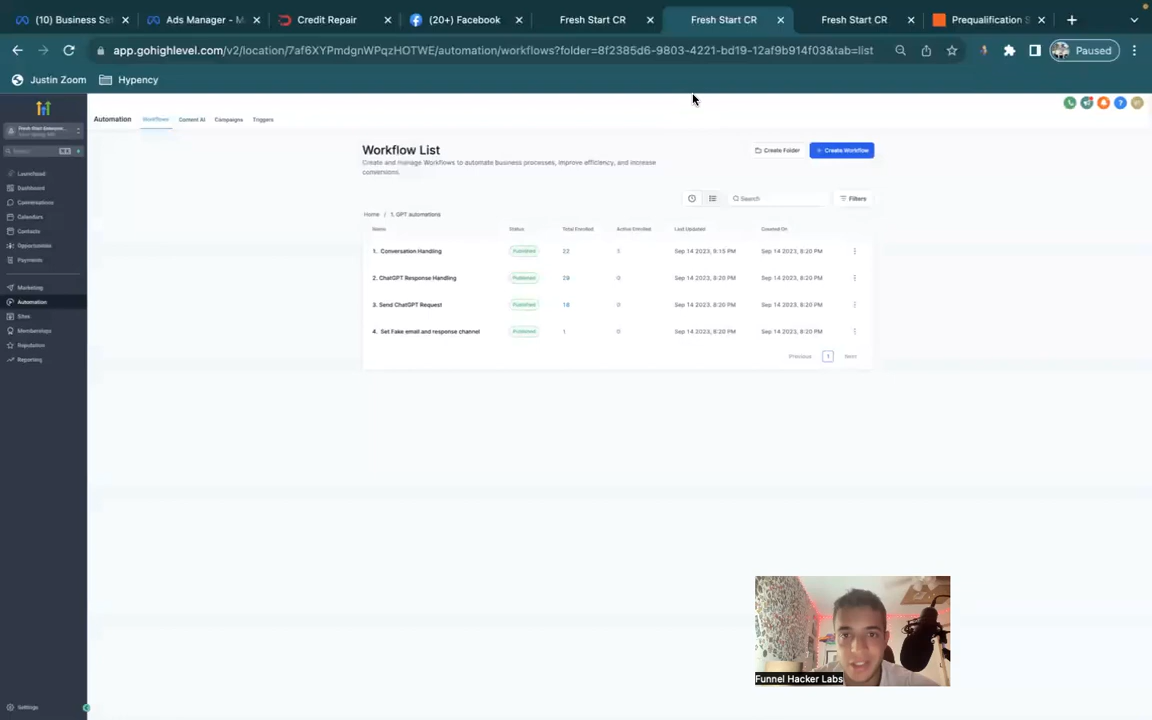 (10) Business Se
Ads Manager - M
Credit Repair
(20+) Facebook
Fresh Start CR
Fresh Start CR
Fresh Start CR
Prequalification S
app.gohighlevel.com/v2/location/7af6XYPmdgnWPqzHOTWE/automation/workflows?folder=8f2385d6-9803-4221-bd19-12af9b914f03&tab=list
Paused
Justin Zoom
Hypency
Automation
Workflows
Content AI
Campaigns
Triggers
Search
Launchpad
Dashboard
Conversations
Calendars
Contacts
Opportunities
Payments
Marketing
Automation
Sites
Memberships
Reputation
Reporting
Settings
Workflow List
Create and manage Workflows to automate business processes, improve efficiency, and increase
conversions.
Create Folder
+ Create Workflow
Search
Filters
Home / 1. GPT automations
Name Status Total Enrolled Active Enrolled Last Updated Created On
1. Conversation Handling Published 22 5 Sep 14 2023, 9:15 PM Sep 14 2023, 8:20 PM
2. ChatGPT Response Handling Published 29 0 Sep 14 2023, 8:20 PM Sep 14 2023, 8:20 PM
3. Send ChatGPT Request Published 18 0 Sep 14 2023, 8:20 PM Sep 14 2023, 8:20 PM
4. Set Fake email and response channel Published 1 0 Sep 14 2023, 8:20 PM Sep 14 2023, 8:20 PM
Previous 1 Next
Funnel Hacker Labs